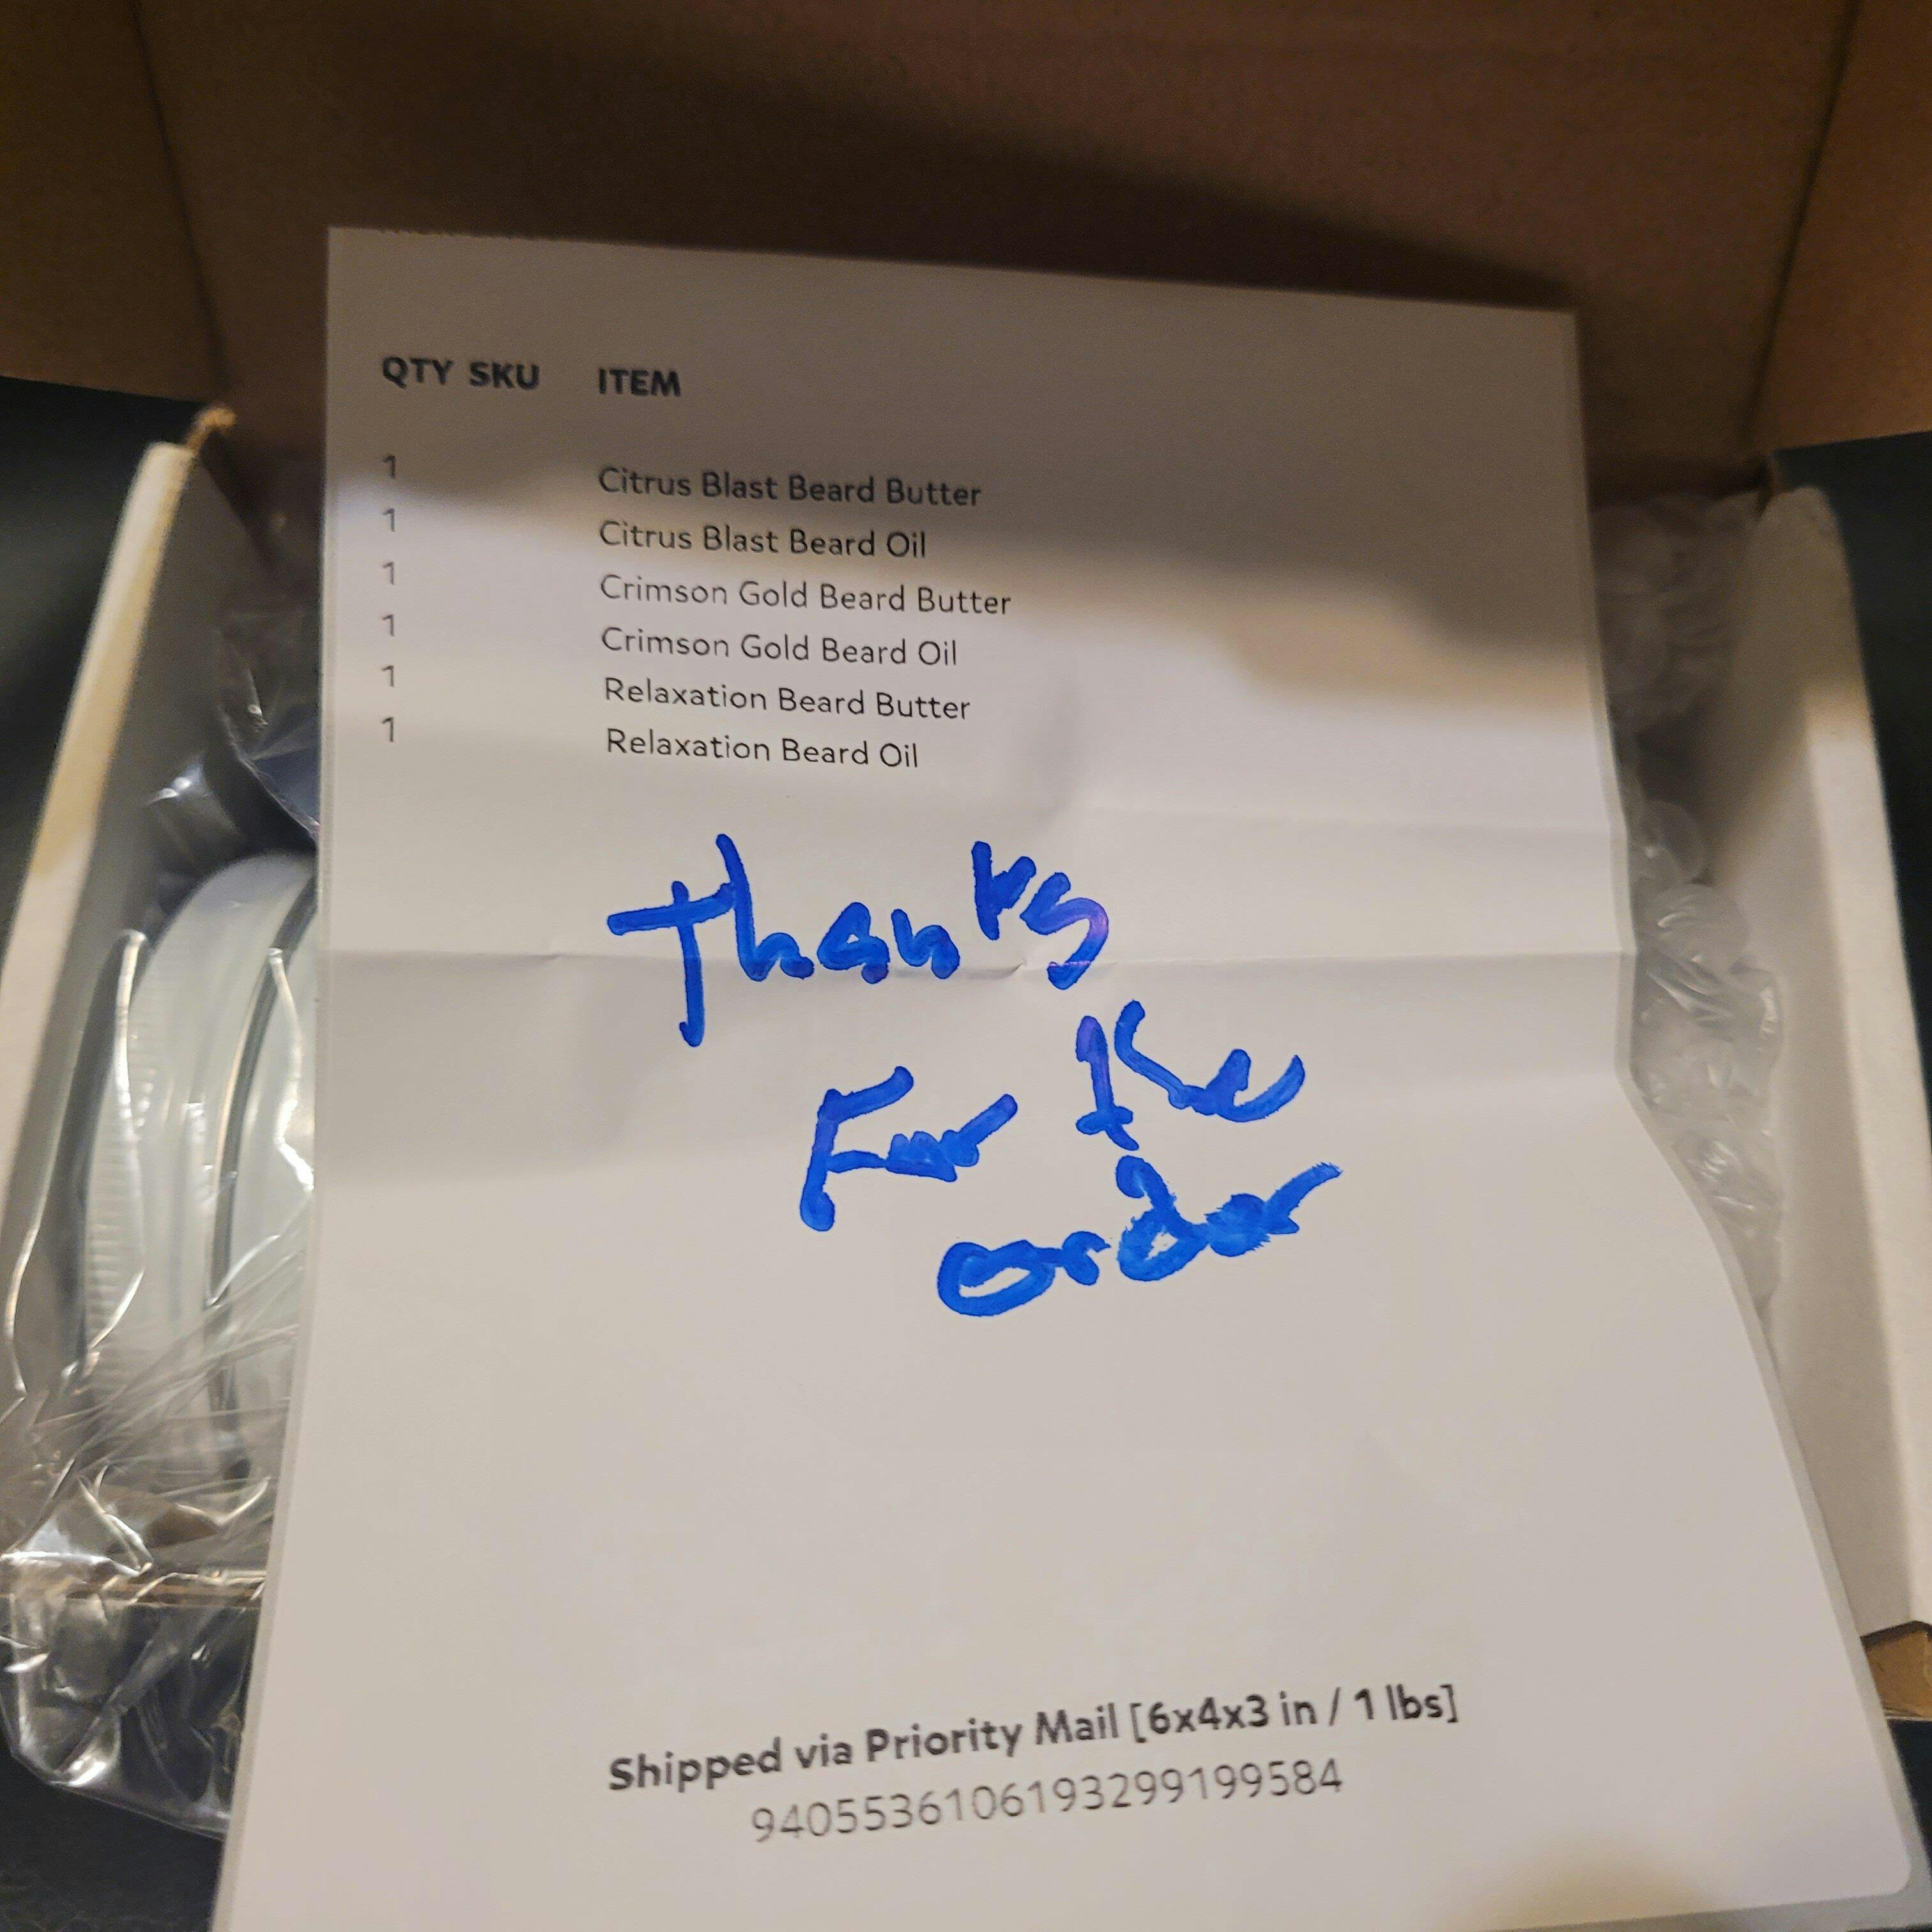 QTY SKU ITEM
1 Citrus Blast Beard Butter
1 Citrus Blast Beard Oil
1 Crimson Gold Beard Butter
1 Crimson Gold Beard Oil
1 Relaxation Beard Butter
1 Relaxation Beard Oil
Thanks
For the
order
Shipped via Priority Mail [6x4x3 in / 1 lbs]
9405536106193299199584